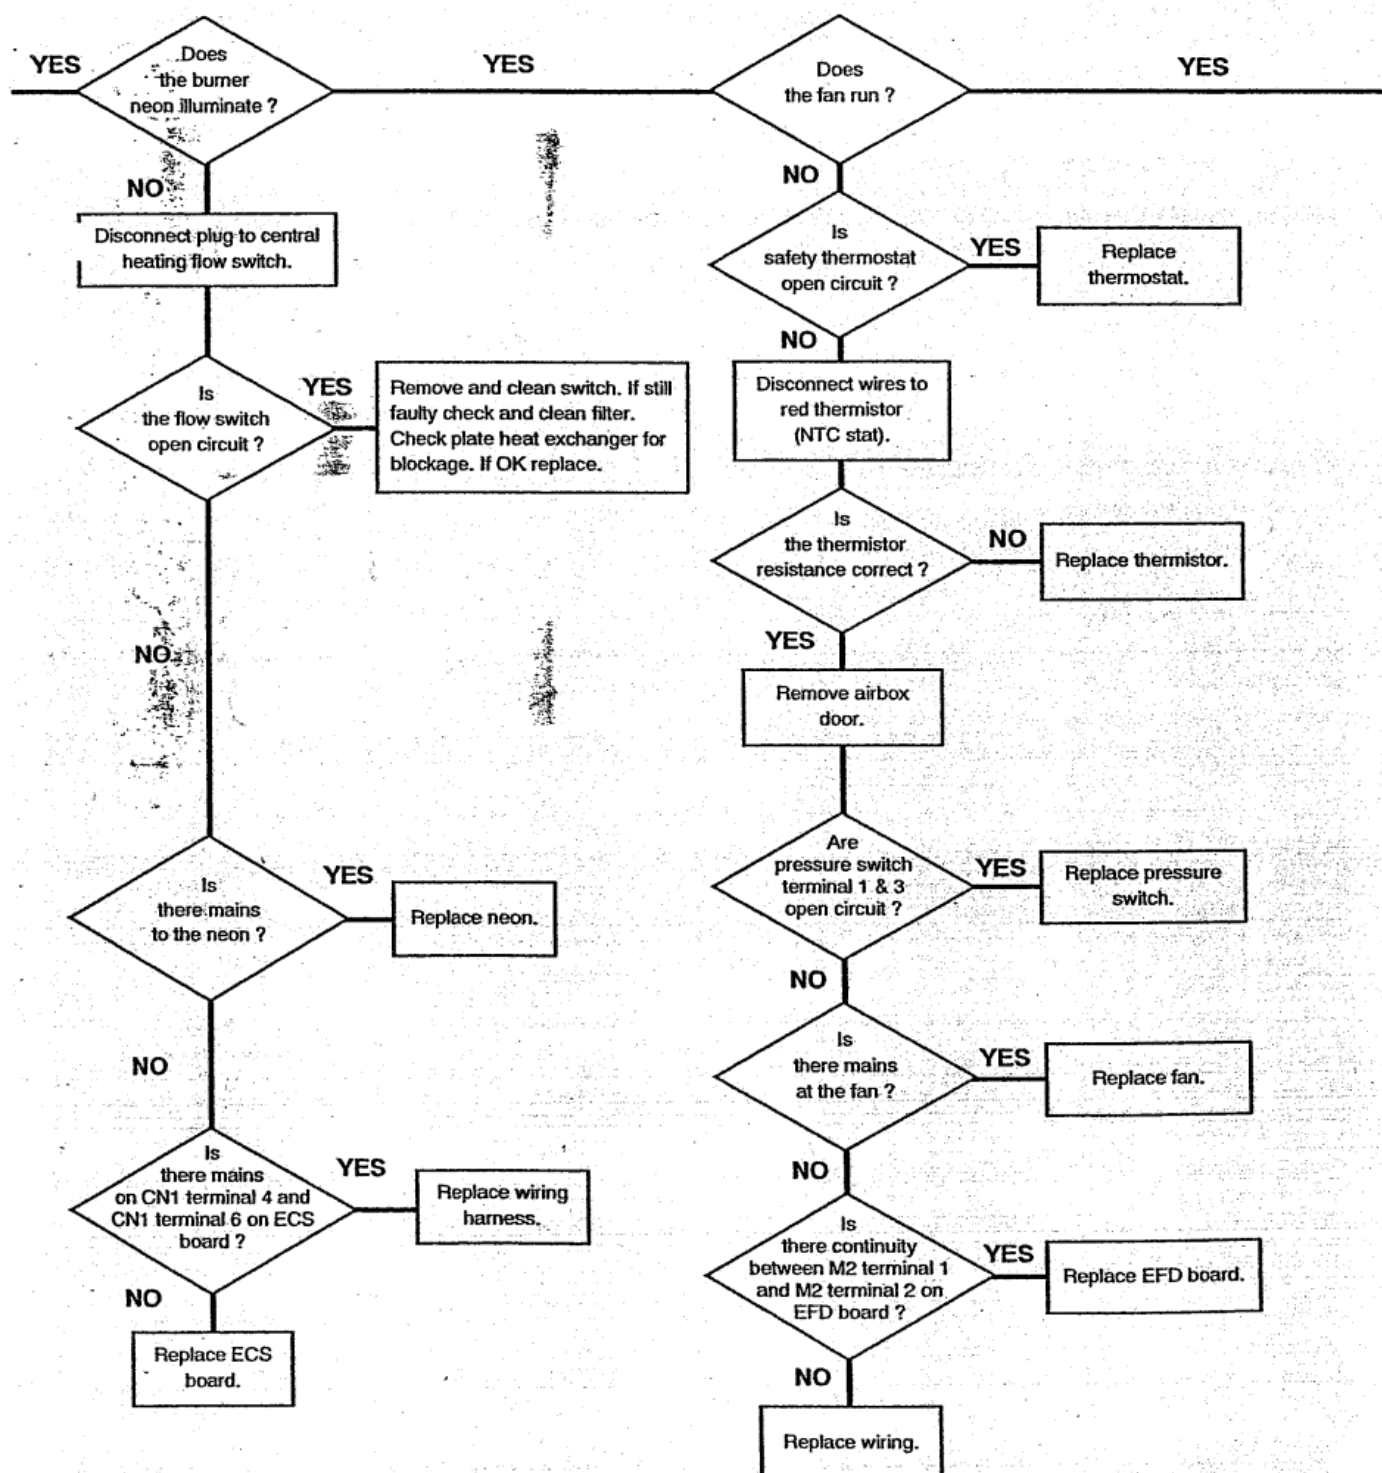 YES
Does
the burner
neon illuminate ?
YES
Does
the fan run ?
YES
NO
Disconnect plug to central
heating flow switch.
Is
the flow switch
open circuit ?
YES
Remove and clean switch. If still
faulty check and clean filter.
Check plate heat exchanger for
blockage. If OK replace.
NO
Is
there mains
to the neon ?
YES
Replace neon.
NO
Is
there mains
on CN1 terminal 4 and
CN1 terminal 6 on ECS
board ?
YES
Replace wiring
harness.
NO
Replace ECS
board.
NO
Is
safety thermostat
open circuit ?
YES
Replace
thermostat.
NO
Disconnect wires to
red thermistor
(NTC stat).
Is
the thermistor
resistance correct ?
NO
Replace thermistor.
YES
Remove airbox
door.
Are
pressure switch
terminal 1 & 3
open circuit ?
YES
Replace pressure
switch.
NO
Is
there mains
at the fan ?
YES
Replace fan.
NO
Is
there continuity
between M2 terminal 1
and M2 terminal 2 on
EFD board ?
YES
Replace EFD board.
NO
Replace wiring.